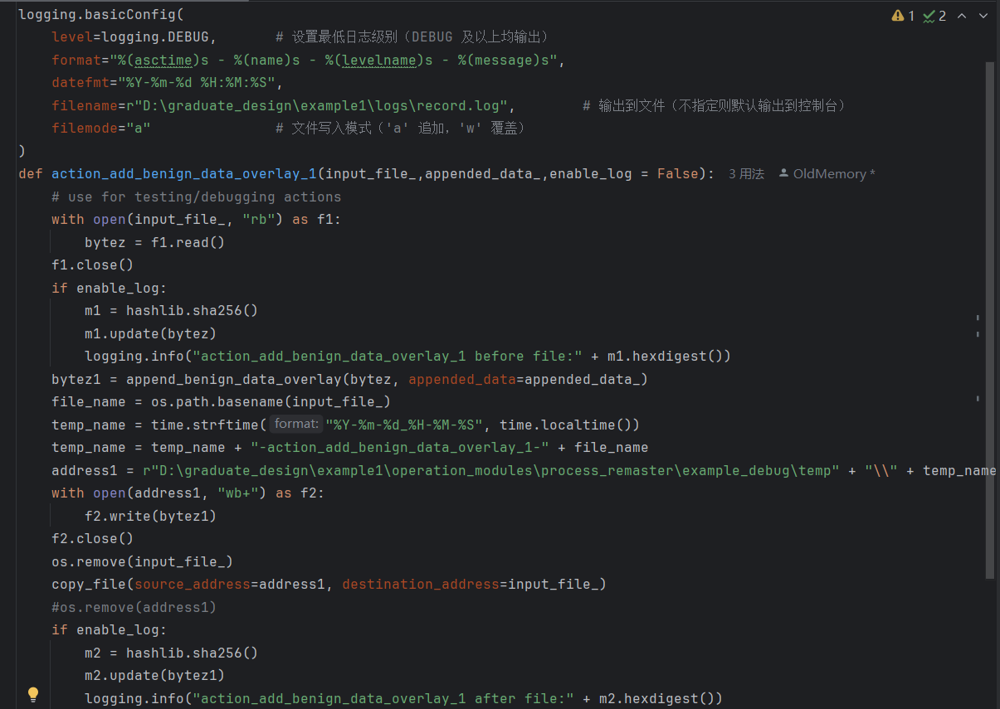 logging.basicConfig(
    level=logging.DEBUG,       # 设置最低日志级别（DEBUG 及以上均输出）
    format="%(asctime)s - %(name)s - %(levelname)s - %(message)s",
    datefmt="%Y-%m-%d %H:%M:%S",
    filename=r"D:\graduate_design\example1\logs\record.log",        # 输出到文件（不指定则默认输出到控制台）
    filemode="a"               # 文件写入模式（'a' 追加，'w' 覆盖）
)
def action_add_benign_data_overlay_1(input_file_,appended_data_,enable_log = False): 3 用法 OldMemory *
    # use for testing/debugging actions
    with open(input_file_, "rb") as f1:
        bytez = f1.read()
    f1.close()
    if enable_log:
        m1 = hashlib.sha256()
        m1.update(bytez)
        logging.info("action_add_benign_data_overlay_1 before file:" + m1.hexdigest())
    bytez1 = append_benign_data_overlay(bytez, appended_data=appended_data_)
    file_name = os.path.basename(input_file_)
    temp_name = time.strftime( format: "%Y-%m-%d_%H-%M-%S", time.localtime())
    temp_name = temp_name + "-action_add_benign_data_overlay_1-" + file_name
    address1 = r"D:\graduate_design\example1\operation_modules\process_remaster\example_debug\temp" + "\\" + temp_name
    with open(address1, "wb+") as f2:
        f2.write(bytez1)
    f2.close()
    os.remove(input_file_)
    copy_file(source_address=address1, destination_address=input_file_)
    #os.remove(address1)
    if enable_log:
        m2 = hashlib.sha256()
        m2.update(bytez1)
        logging.info("action_add_benign_data_overlay_1 after file:" + m2.hexdigest())
1 2